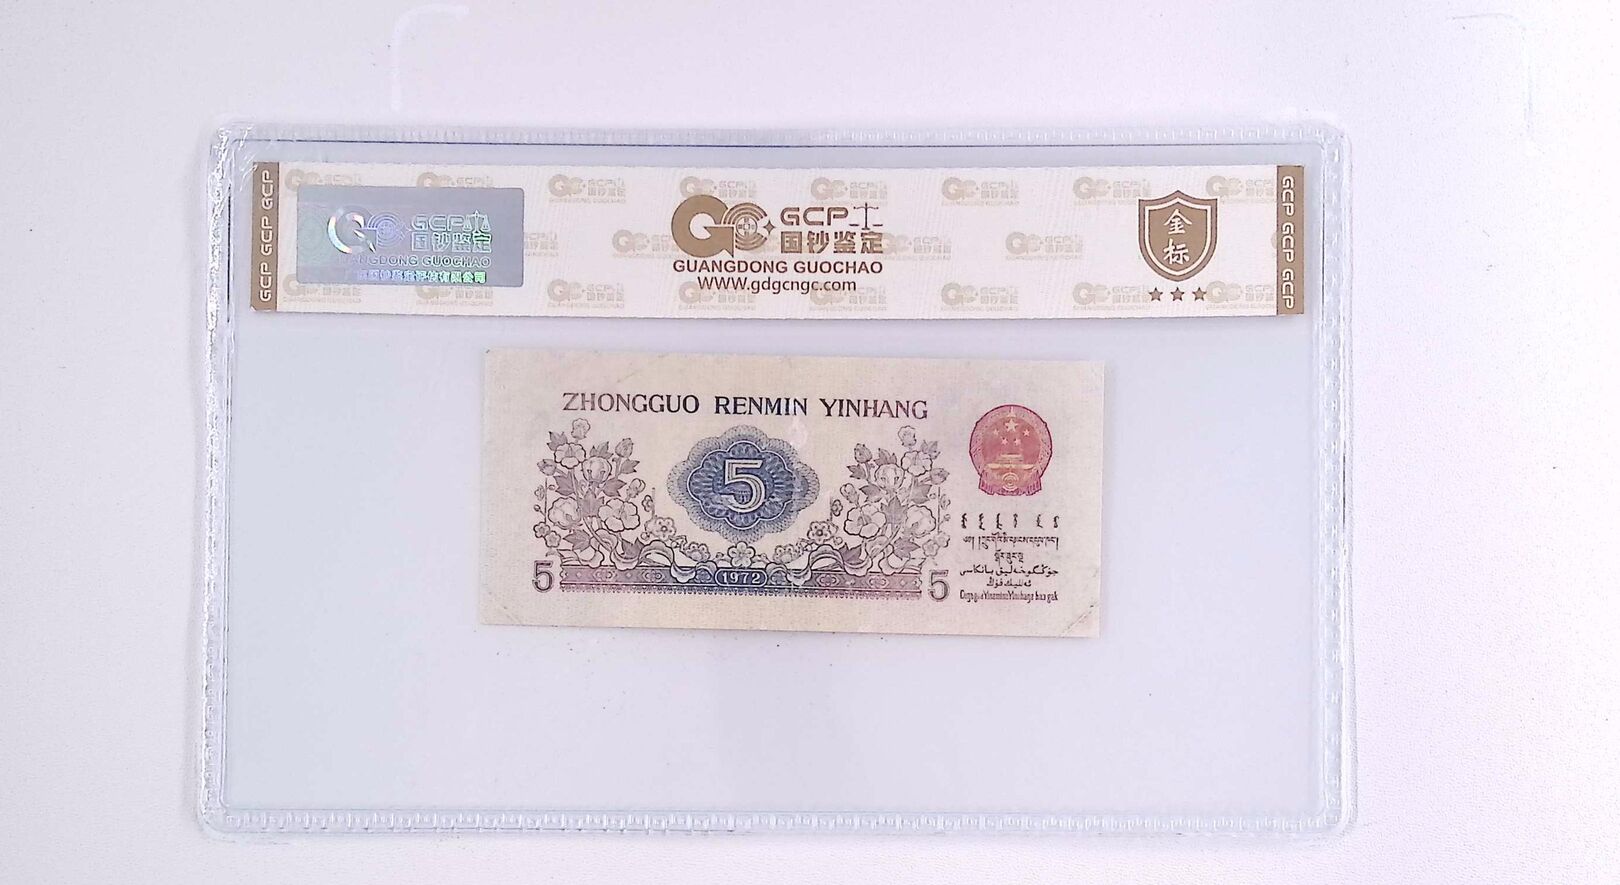 GCP GCP GCP
GCP
国钞鉴定
GUANGDONG GUOCHAO
GCP
国钞鉴定
GUANGDONG GUOCHAO
www.gdgcngc.com
金
标
GCP GCP GCP
ZHONGGUO RENMIN YINHANG
5
1972
5
5